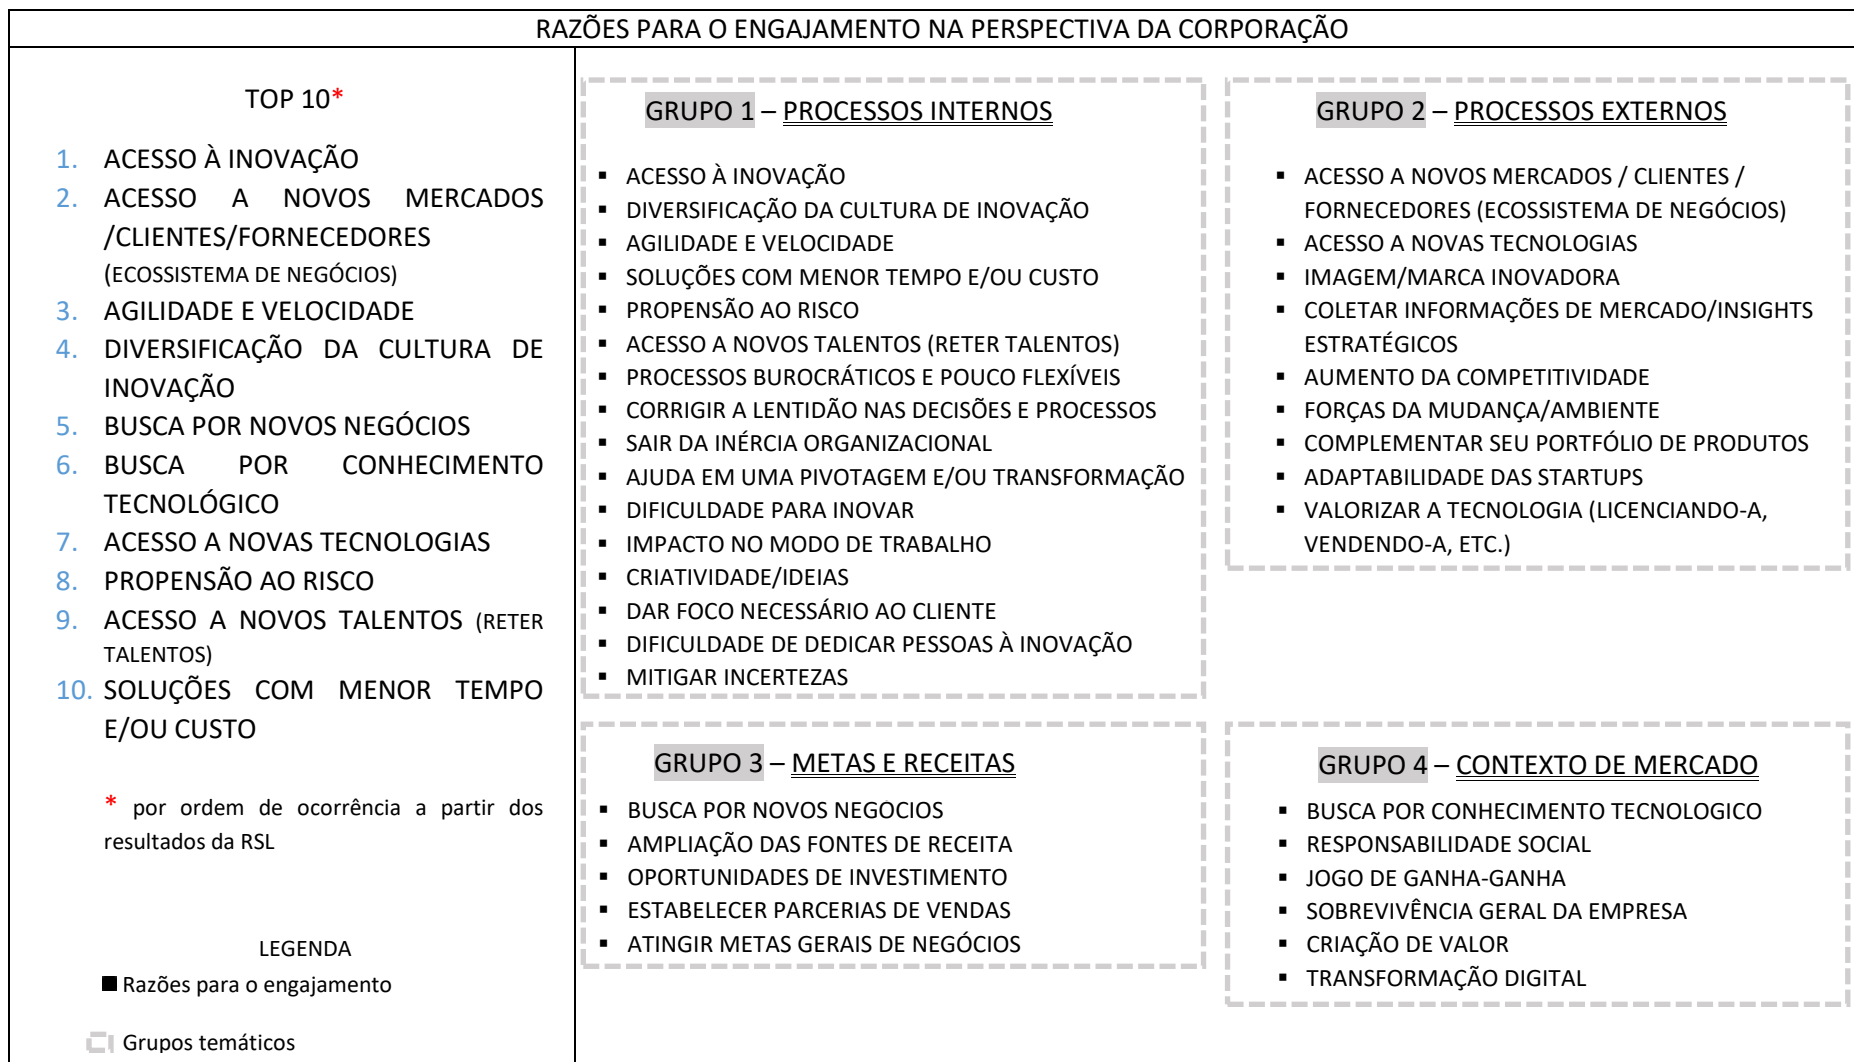 RAZÕES PARA O ENGAJAMENTO NA PERSPECTIVA DA CORPORAÇÃO
TOP 10*
1. ACESSO À INOVAÇÃO
2. ACESSO A NOVOS MERCADOS
/CLIENTES/FORNECEDORES
(ECOSSISTEMA DE NEGÓCIOS)
3. AGILIDADE E VELOCIDADE
4. DIVERSIFICAÇÃO DA CULTURA DE
INOVAÇÃO
5. BUSCA POR NOVOS NEGÓCIOS
6. BUSCA POR CONHECIMENTO
TECNOLÓGICO
7. ACESSO A NOVAS TECNOLOGIAS
8. PROPENSÃO AO RISCO
9. ACESSO A NOVOS TALENTOS (RETER
TALENTOS)
10. SOLUÇÕES COM MENOR TEMPO
E/OU CUSTO
* por ordem de ocorrência a partir dos
resultados da RSL
LEGENDA
■ Razões para o engajamento
Grupos temáticos
GRUPO 1 – PROCESSOS INTERNOS
▪ ACESSO À INOVAÇÃO
▪ DIVERSIFICAÇÃO DA CULTURA DE INOVAÇÃO
▪ AGILIDADE E VELOCIDADE
▪ SOLUÇÕES COM MENOR TEMPO E/OU CUSTO
▪ PROPENSÃO AO RISCO
▪ ACESSO A NOVOS TALENTOS (RETER TALENTOS)
▪ PROCESSOS BUROCRÁTICOS E POUCO FLEXÍVEIS
▪ CORRIGIR A LENTIDÃO NAS DECISÕES E PROCESSOS
▪ SAIR DA INÉRCIA ORGANIZACIONAL
▪ AJUDA EM UMA PIVOTAGEM E/OU TRANSFORMAÇÃO
▪ DIFICULDADE PARA INOVAR
▪ IMPACTO NO MODO DE TRABALHO
▪ CRIATIVIDADE/IDEIAS
▪ DAR FOCO NECESSÁRIO AO CLIENTE
▪ DIFICULDADE DE DEDICAR PESSOAS À INOVAÇÃO
▪ MITIGAR INCERTEZAS
GRUPO 2 – PROCESSOS EXTERNOS
▪ ACESSO A NOVOS MERCADOS / CLIENTES /
FORNECEDORES (ECOSSISTEMA DE NEGÓCIOS)
▪ ACESSO A NOVAS TECNOLOGIAS
▪ IMAGEM/MARCA INOVADORA
▪ COLETAR INFORMAÇÕES DE MERCADO/INSIGHTS
ESTRATÉGICOS
▪ AUMENTO DA COMPETITIVIDADE
▪ FORÇAS DA MUDANÇA/AMBIENTE
▪ COMPLEMENTAR SEU PORTFÓLIO DE PRODUTOS
▪ ADAPTABILIDADE DAS STARTUPS
▪ VALORIZAR A TECNOLOGIA (LICENCIANDO-A,
VENDENDO-A, ETC.)
GRUPO 3 – METAS E RECEITAS
▪ BUSCA POR NOVOS NEGOCIOS
▪ AMPLIAÇÃO DAS FONTES DE RECEITA
▪ OPORTUNIDADES DE INVESTIMENTO
▪ ESTABELECER PARCERIAS DE VENDAS
▪ ATINGIR METAS GERAIS DE NEGÓCIOS
GRUPO 4 – CONTEXTO DE MERCADO
▪ BUSCA POR CONHECIMENTO TECNOLOGICO
▪ RESPONSABILIDADE SOCIAL
▪ JOGO DE GANHA-GANHA
▪ SOBREVIVÊNCIA GERAL DA EMPRESA
▪ CRIAÇÃO DE VALOR
▪ TRANSFORMAÇÃO DIGITAL